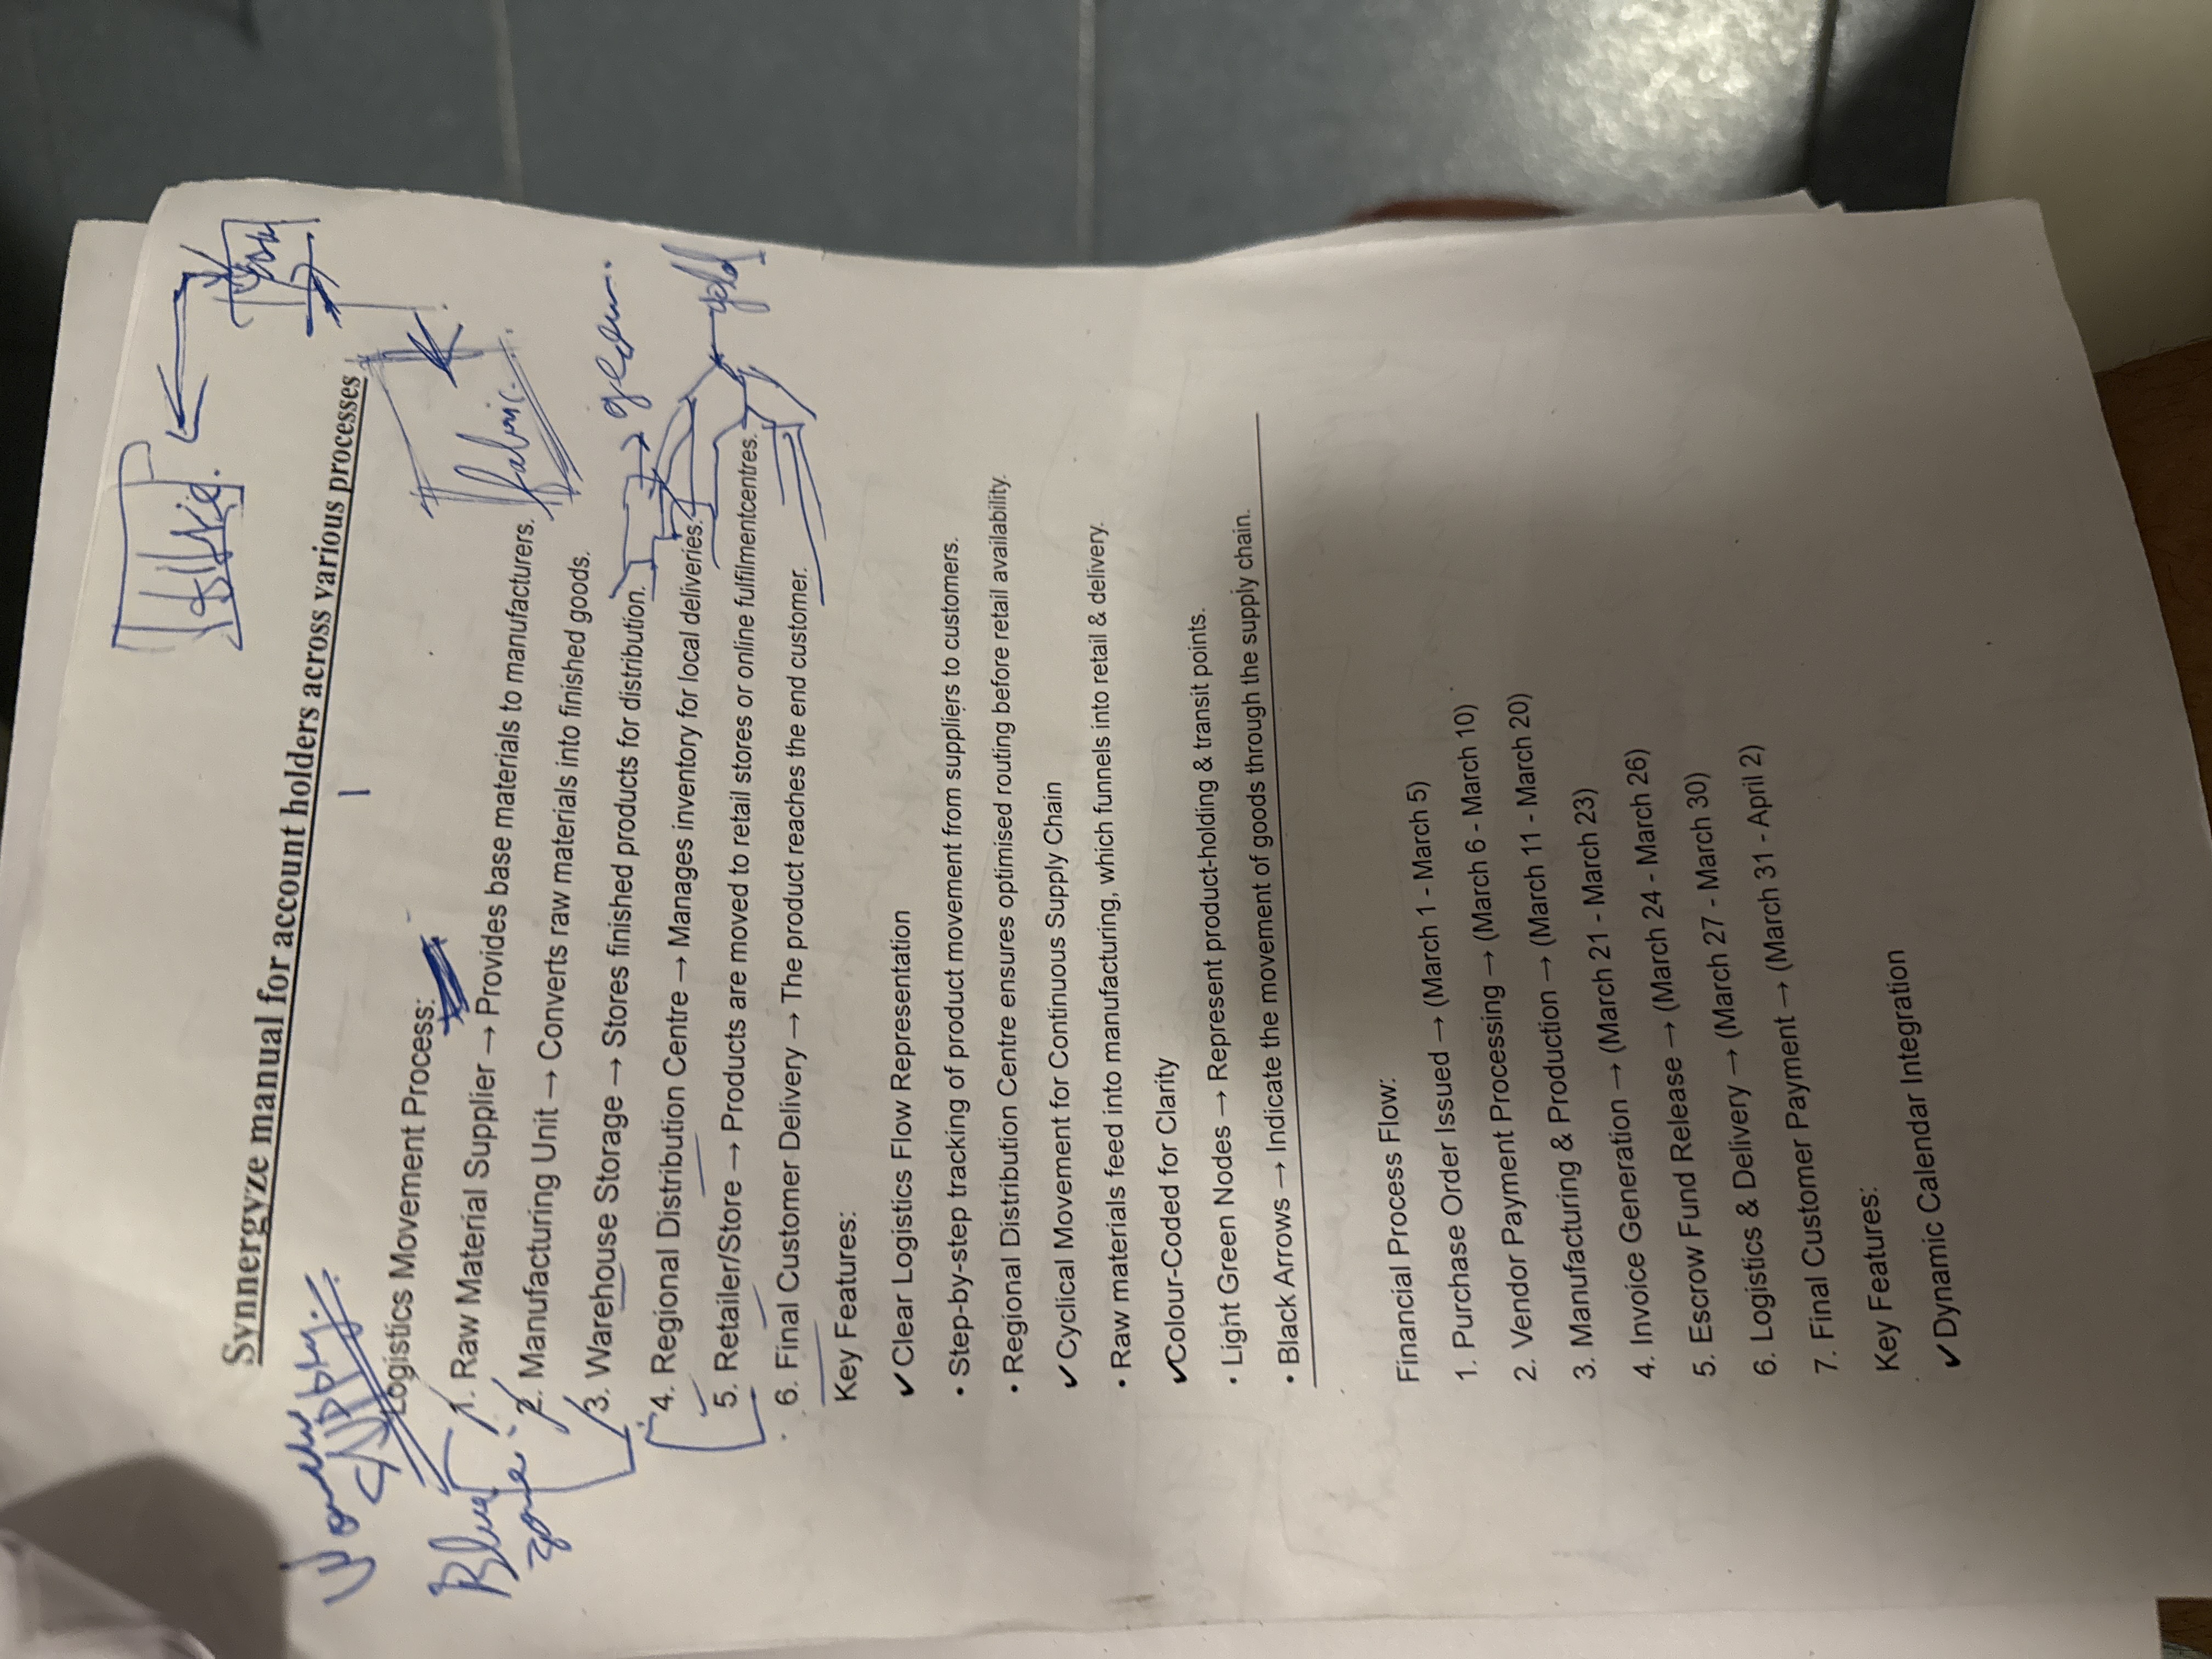 Synnergyze manual for account holders across various processes
supply.
Logistics Movement Process:
Blue
zone
1. Raw Material Supplier → Provides base materials to manufacturers.
fabric
2. Manufacturing Unit → Converts raw materials into finished goods.
3. Warehouse Storage → Stores finished products for distribution.
4. Regional Distribution Centre → Manages inventory for local deliveries.
gold
5. Retailer/Store → Products are moved to retail stores or online fulfilmentcentres.
6. Final Customer Delivery → The product reaches the end customer.
Key Features:
✔ Clear Logistics Flow Representation
• Step-by-step tracking of product movement from suppliers to customers.
• Regional Distribution Centre ensures optimised routing before retail availability.
✔ Cyclical Movement for Continuous Supply Chain
• Raw materials feed into manufacturing, which funnels into retail & delivery.
✔Colour-Coded for Clarity
• Light Green Nodes → Represent product-holding & transit points.
• Black Arrows → Indicate the movement of goods through the supply chain.
Financial Process Flow:
1. Purchase Order Issued → (March 1 - March 5)
2. Vendor Payment Processing → (March 6 - March 10)
3. Manufacturing & Production → (March 11 - March 20)
4. Invoice Generation → (March 21 - March 23)
5. Escrow Fund Release → (March 24 - March 26)
6. Logistics & Delivery → (March 27 - March 30)
7. Final Customer Payment → (March 31 - April 2)
Key Features:
✔ Dynamic Calendar Integration